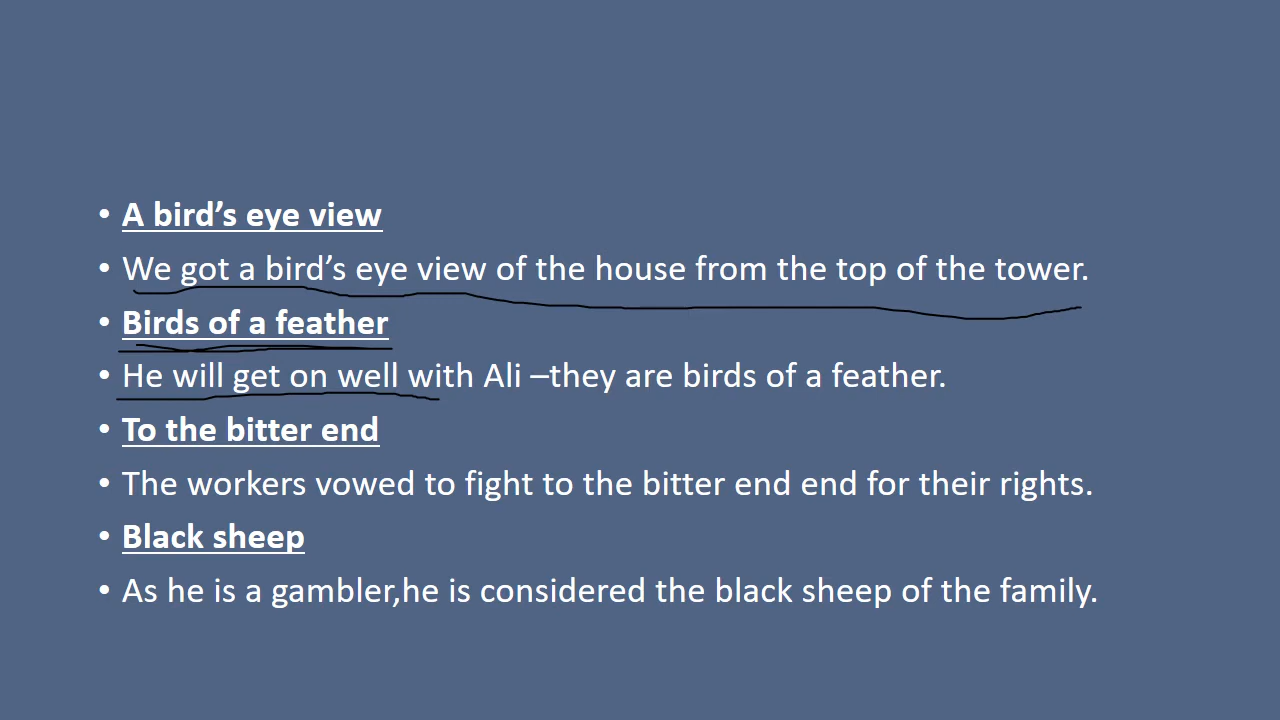 • A bird’s eye view
• We got a bird’s eye view of the house from the top of the tower.
• Birds of a feather
• He will get on well with Ali –they are birds of a feather.
• To the bitter end
• The workers vowed to fight to the bitter end end for their rights.
• Black sheep
• As he is a gambler,he is considered the black sheep of the family.